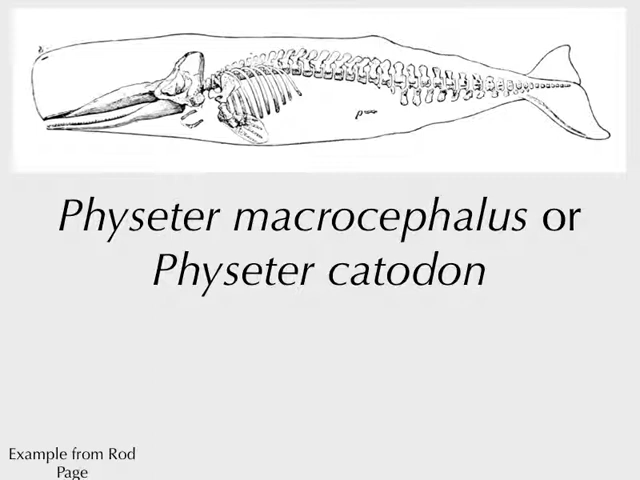 Physeter macrocephalus or
Physeter catodon
Example from Rod
Page